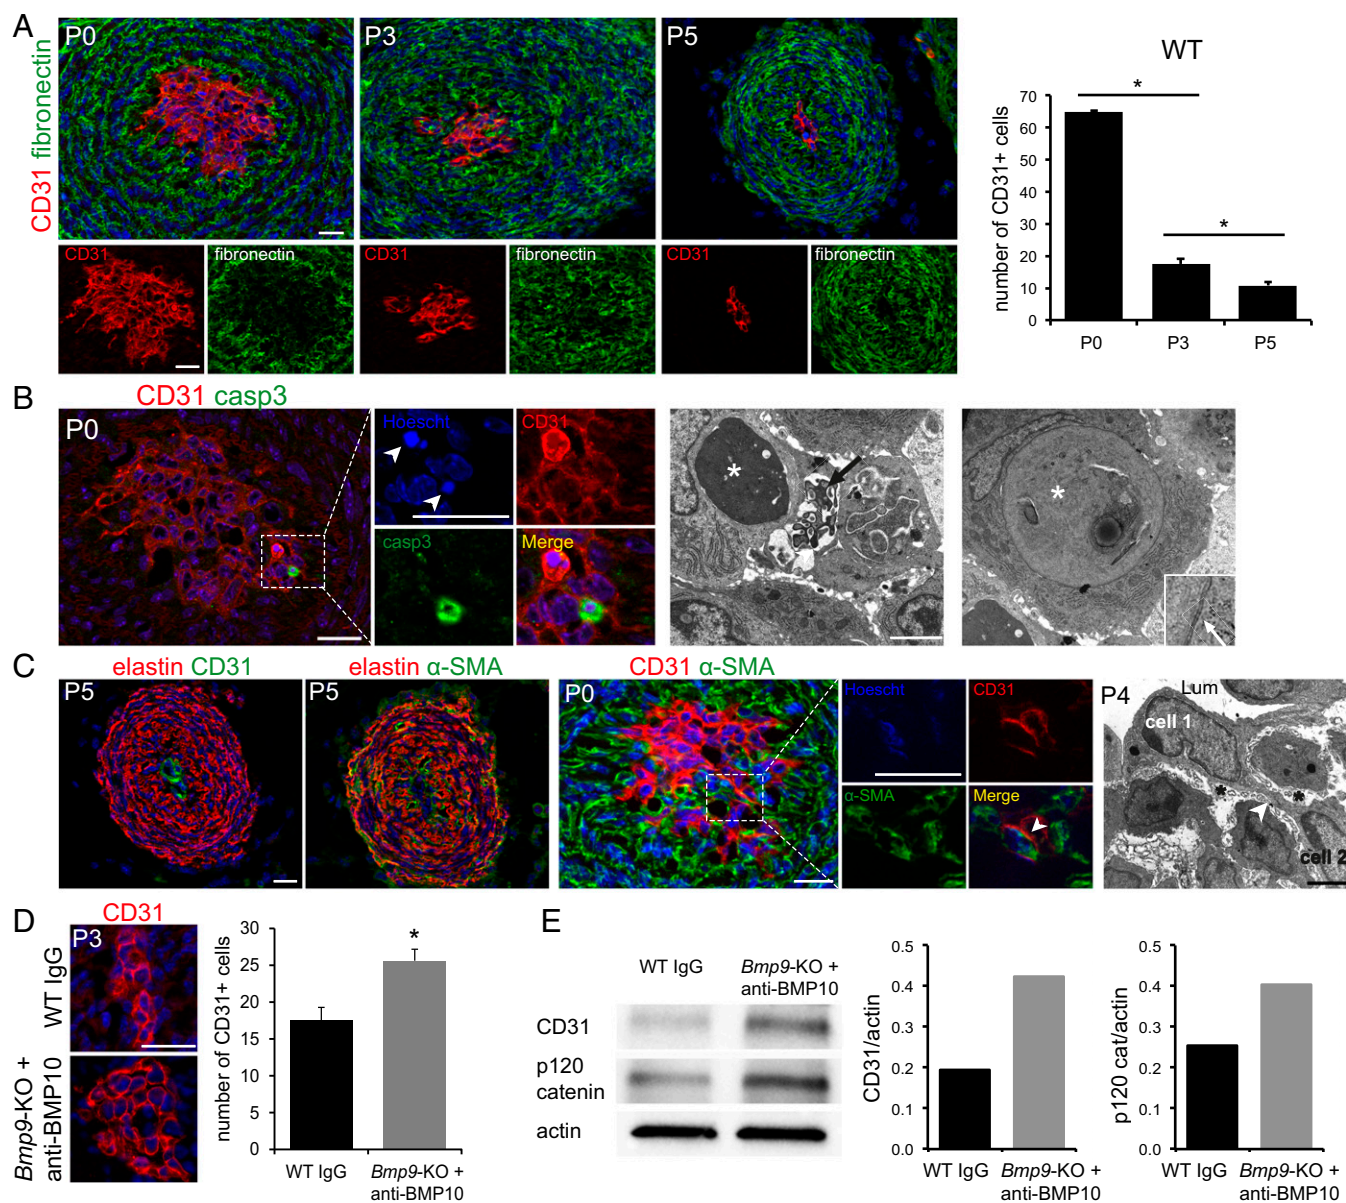 A
CD31 fibronectin
P0
P3
P5
CD31
fibronectin
CD31
fibronectin
CD31
fibronectin
WT
number of CD31+ cells
70
60
50
40
30
20
10
0
*
*
P0
P3
P5
B
CD31 casp3
P0
Hoescht
CD31
casp3
Merge
*
*
C
elastin CD31
P5
elastin α-SMA
P5
CD31 α-SMA
P0
Hoescht
CD31
α-SMA
Merge
P4
Lum
cell 1
*
*
cell 2
D
CD31
P3
WT IgG
Bmp9-KO +
anti-BMP10
number of CD31+ cells
30
25
20
15
10
5
0
*
WT IgG
Bmp9-KO +
anti-BMP10
E
WT IgG
Bmp9-KO +
anti-BMP10
CD31
p120
catenin
actin
CD31/actin
0.5
0.4
0.3
0.2
0.1
0.0
WT IgG
Bmp9-KO +
anti-BMP10
p120 cat/actin
0.5
0.4
0.3
0.2
0.1
0.0
WT IgG
Bmp9-KO +
anti-BMP10